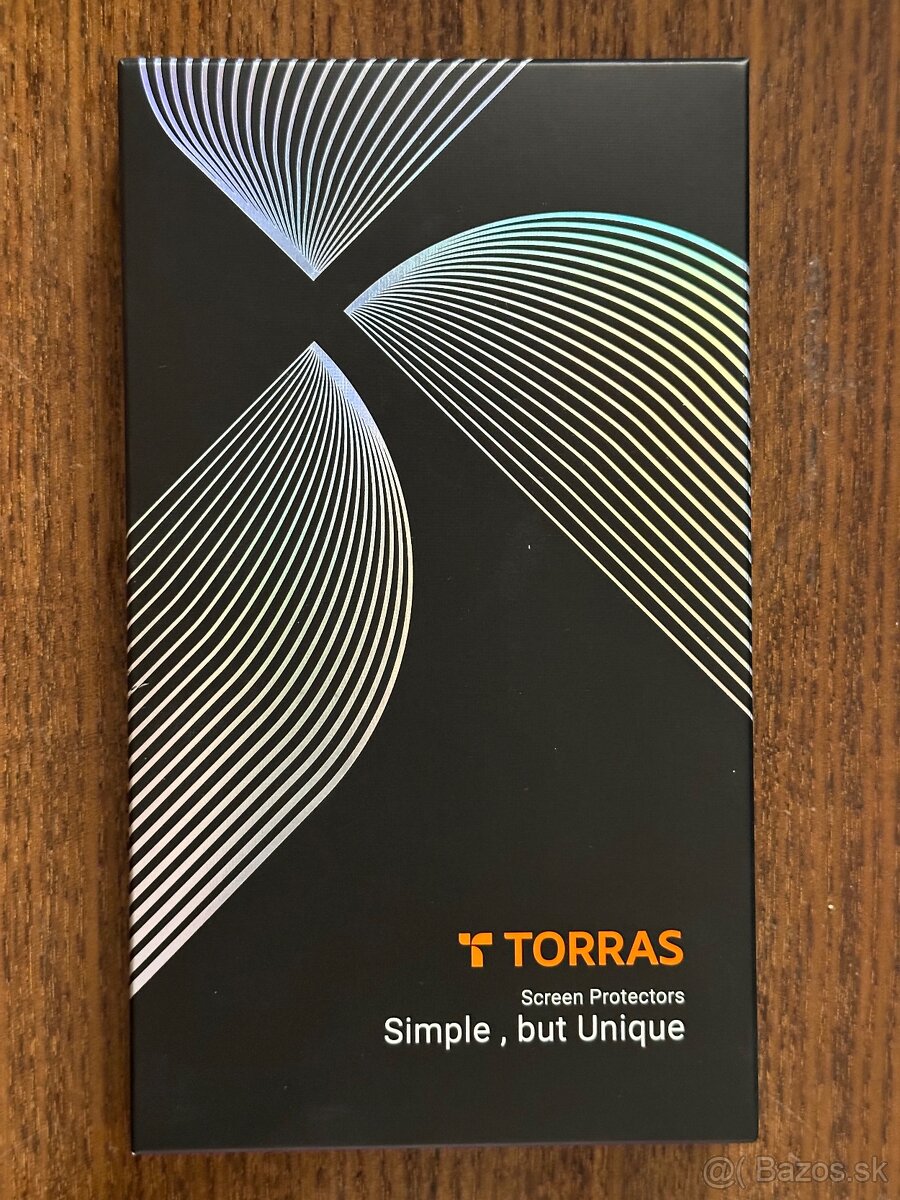 TORRAS
Screen Protectors
Simple , but Unique
@( Bazos.sk